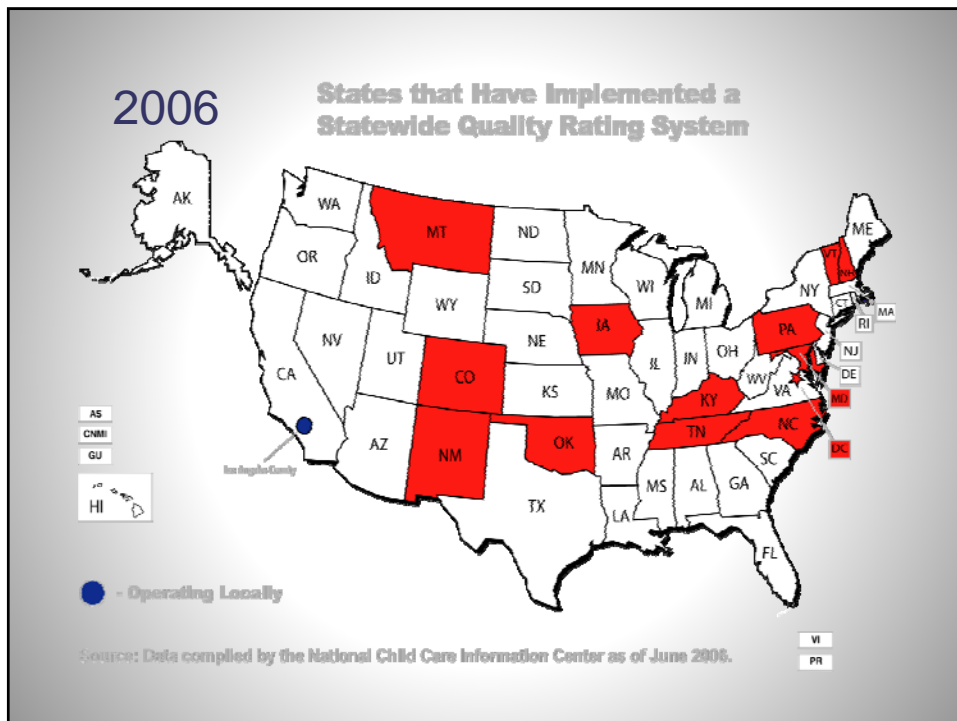 2006
States that Have Implemented a
Statewide Quality Rating System
AK
WA
MT
ND
MN
ME
VT
NH
OR
ID
SD
WI
MI
NY
MA
CT
RI
WY
IA
PA
NJ
NE
OH
DE
NV
UT
IL
IN
WV
VA
MD
CA
CO
KS
MO
KY
NC
DC
TN
AZ
NM
OK
AR
SC
AS
CNMI
GU
Los Angeles County
MS
AL
GA
HI
TX
LA
FL
- Operating Locally
VI
PR
Source: Data compiled by the National Child Care Information Center as of June 2006.